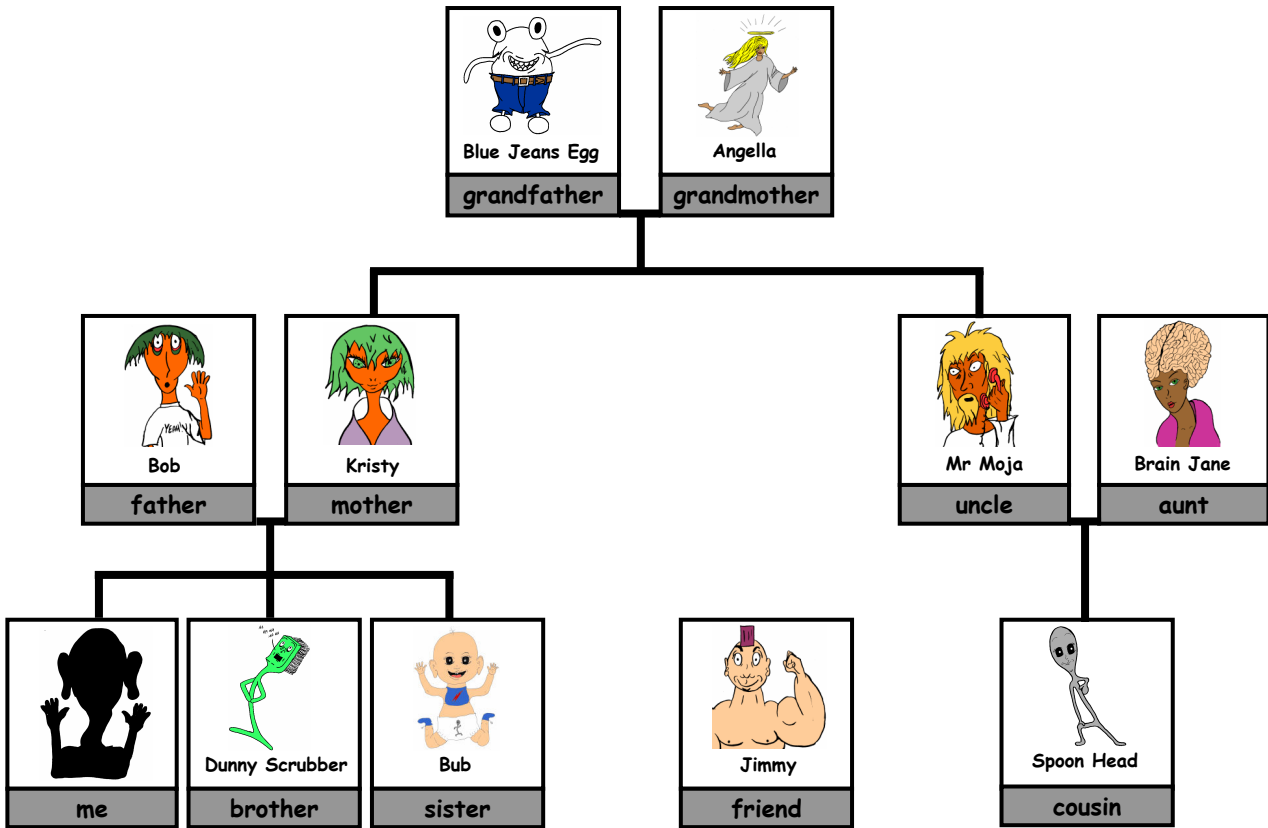 Blue Jeans Egg
grandfather
Angella
grandmother
YEAH
Bob
father
Kristy
mother
Mr Moja
uncle
Brain Jane
aunt
me
Dunny Scrubber
brother
Bub
sister
Jimmy
friend
Spoon Head
cousin